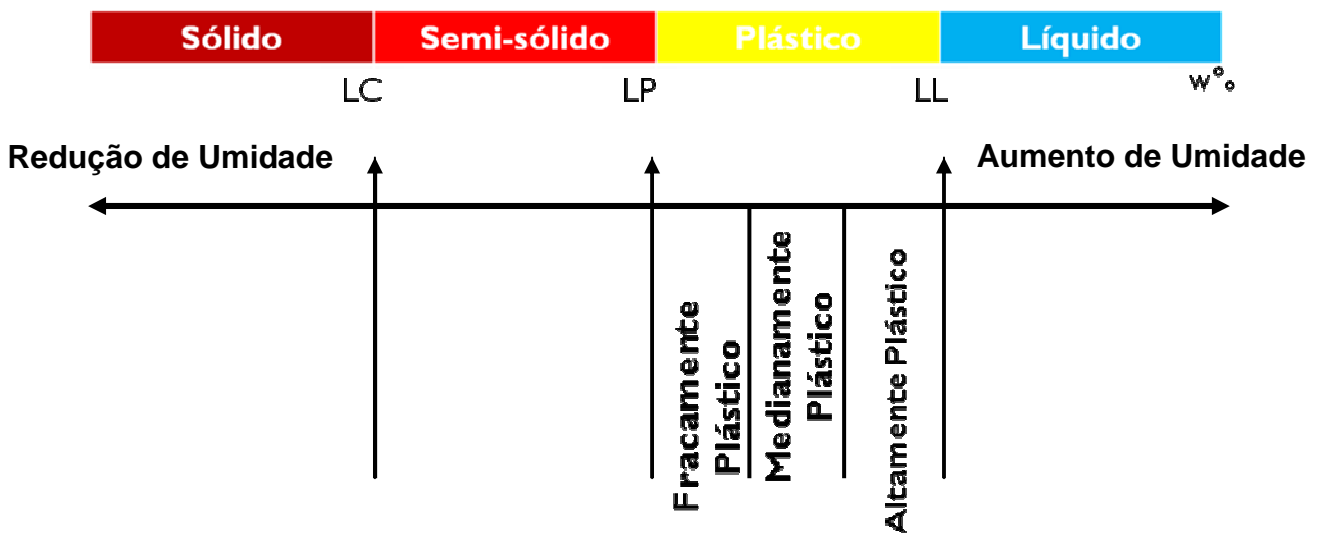 Sólido Semi-sólido Plástico Líquido
LC LP LL w%
Redução de Umidade Aumento de Umidade
Fracamente
Plástico
Medianamente
Plástico
Altamente Plástico